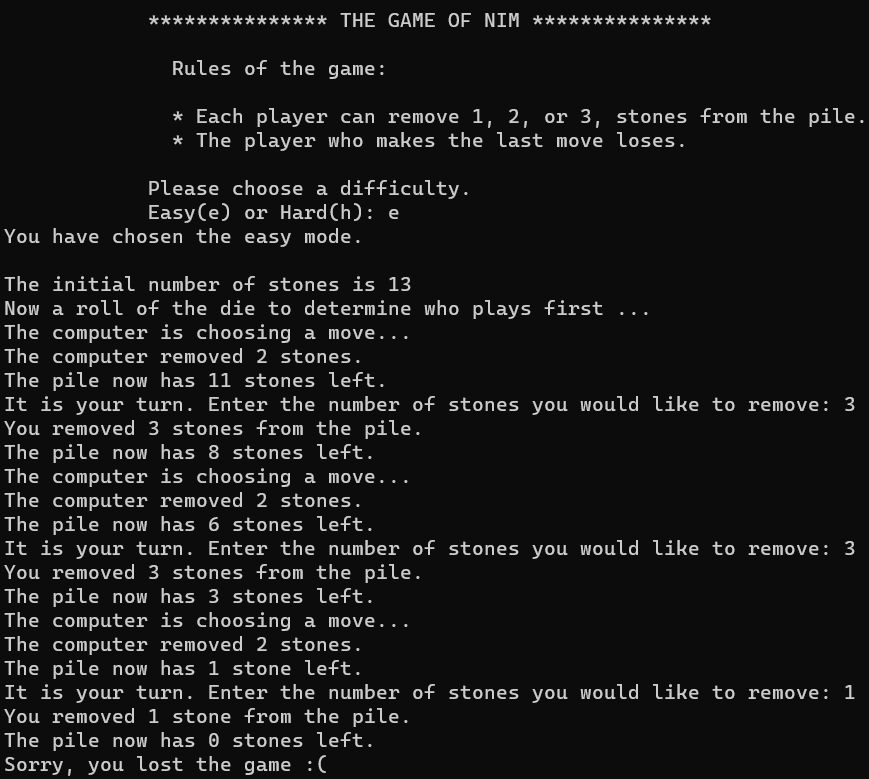 *************** THE GAME OF NIM ***************
Rules of the game:
* Each player can remove 1, 2, or 3, stones from the pile.
* The player who makes the last move loses.
Please choose a difficulty.
Easy(e) or Hard(h): e
You have chosen the easy mode.
The initial number of stones is 13
Now a roll of the die to determine who plays first ...
The computer is choosing a move...
The computer removed 2 stones.
The pile now has 11 stones left.
It is your turn. Enter the number of stones you would like to remove: 3
You removed 3 stones from the pile.
The pile now has 8 stones left.
The computer is choosing a move...
The computer removed 2 stones.
The pile now has 6 stones left.
It is your turn. Enter the number of stones you would like to remove: 3
You removed 3 stones from the pile.
The pile now has 3 stones left.
The computer is choosing a move...
The computer removed 2 stones.
The pile now has 1 stone left.
It is your turn. Enter the number of stones you would like to remove: 1
You removed 1 stone from the pile.
The pile now has 0 stones left.
Sorry, you lost the game :(